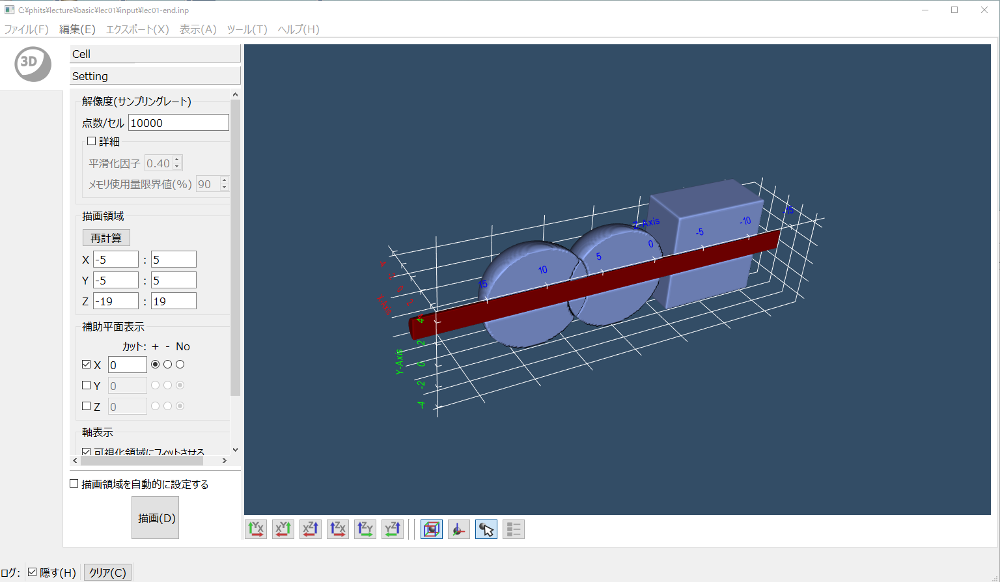 C:¥phits¥lecture¥basic¥lec01¥input¥lec01-end.inp
ファイル(F) 編集(E) エクスポート(X) 表示(A) ツール(T) ヘルプ(H)
3D
Cell
Setting
解像度(サンプリングレート)
点数/セル 10000
詳細
平滑化因子 0.40
メモリ使用量限界値(%) 90
描画領域
再計算
X -5 : 5
Y -5 : 5
Z -19 : 19
補助平面表示
カット: + - No
X 0
Y 0
Z 0
軸表示
可視化領域にフィットさせる
描画領域を自動的に設定する
描画(D)
Z-Axis
15 10 5 0 -5 -10 -15
Y-Axis
4
2
0
-2
-4
YX XY XZ ZX ZY YZ
ログ: 隠す(H) クリア(C)